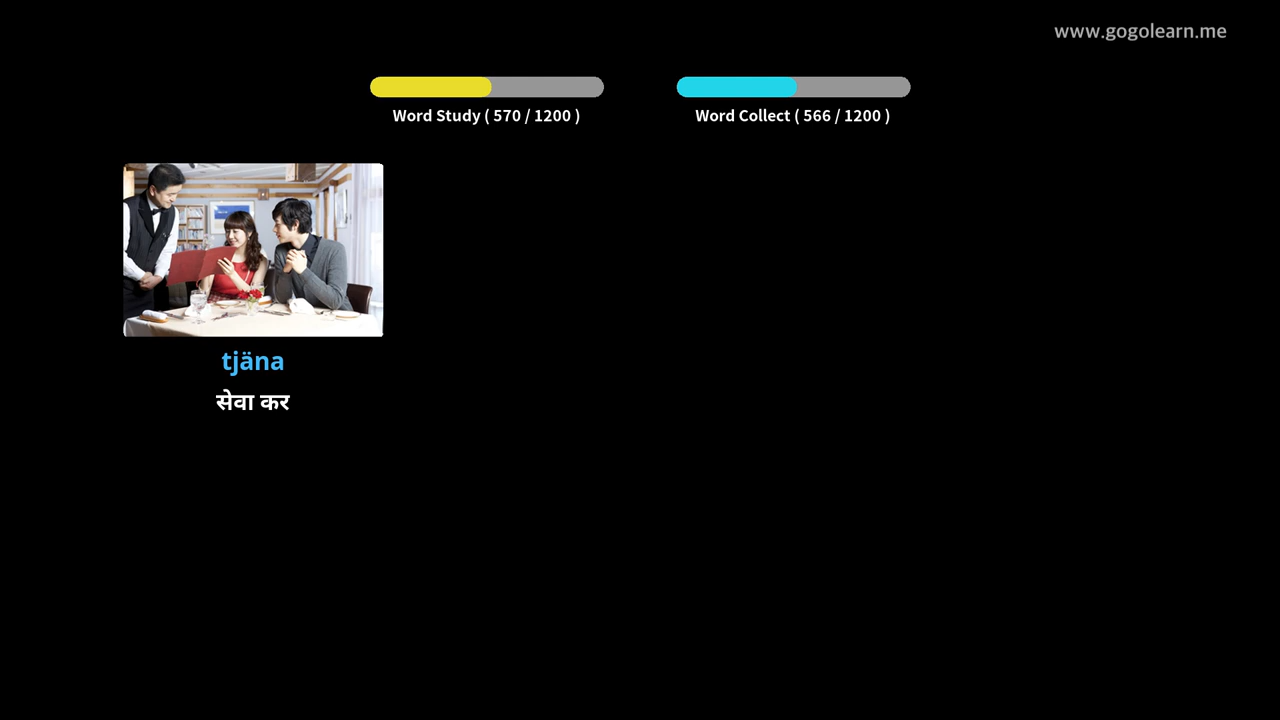 www.gogolearn.me
Word Study ( 570 / 1200 )
Word Collect ( 566 / 1200 )
tjäna
सेवा कर